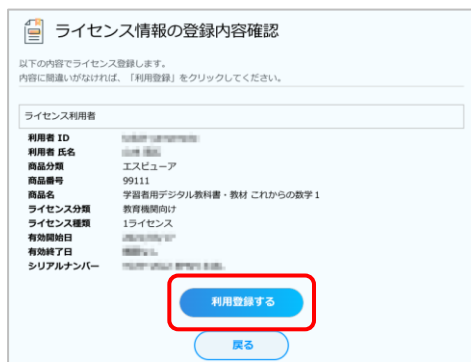 ライセンス情報の登録内容確認
以下の内容でライセンス登録します。
内容に間違いがなければ、「利用登録」をクリックしてください。
ライセンス利用者
利用者 ID
利用者 氏名
商品分類 エスビューア
商品番号 99111
商品名 学習者用デジタル教科書・教材 これからの数学 1
ライセンス分類 教育機関向け
ライセンス種類 1ライセンス
有効開始日
有効終了日
シリアルナンバー
利用登録する
戻る